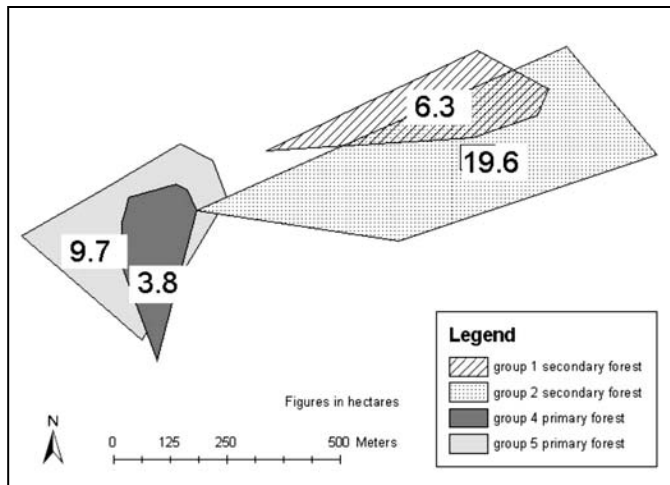 6.3
19.6
9.7
3.8
Legend
group 1 secondary forest
group 2 secondary forest
group 4 primary forest
group 5 primary forest
Figures in hectares
N
0 125 250 500 Meters